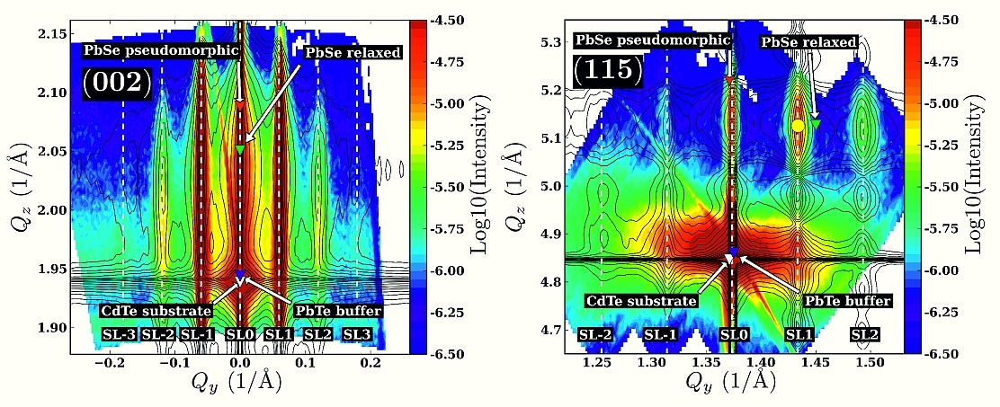 2.15
2.10
2.05
2.00
1.95
1.90
Qz (1/Å)
−0.2
−0.1
0.0
0.1
0.2
Qy (1/Å)
PbSe pseudomorphic
PbSe relaxed
(002)
CdTe substrate
PbTe buffer
SL-3 SL-2 SL-1 SL0 SL1 SL2 SL3
-4.50
-4.75
-5.00
-5.25
-5.50
-5.75
-6.00
-6.25
-6.50
Log10(Intensity)
5.3
5.2
5.1
5.0
4.9
4.8
4.7
Qz (1/Å)
1.25
1.30
1.35
1.40
1.45
1.50
Qy (1/Å)
PbSe pseudomorphic
PbSe relaxed
(115)
CdTe substrate
PbTe buffer
SL-2 SL-1 SL0 SL1 SL2
-4.50
-4.75
-5.00
-5.25
-5.50
-5.75
-6.00
-6.25
-6.50
Log10(Intensity)